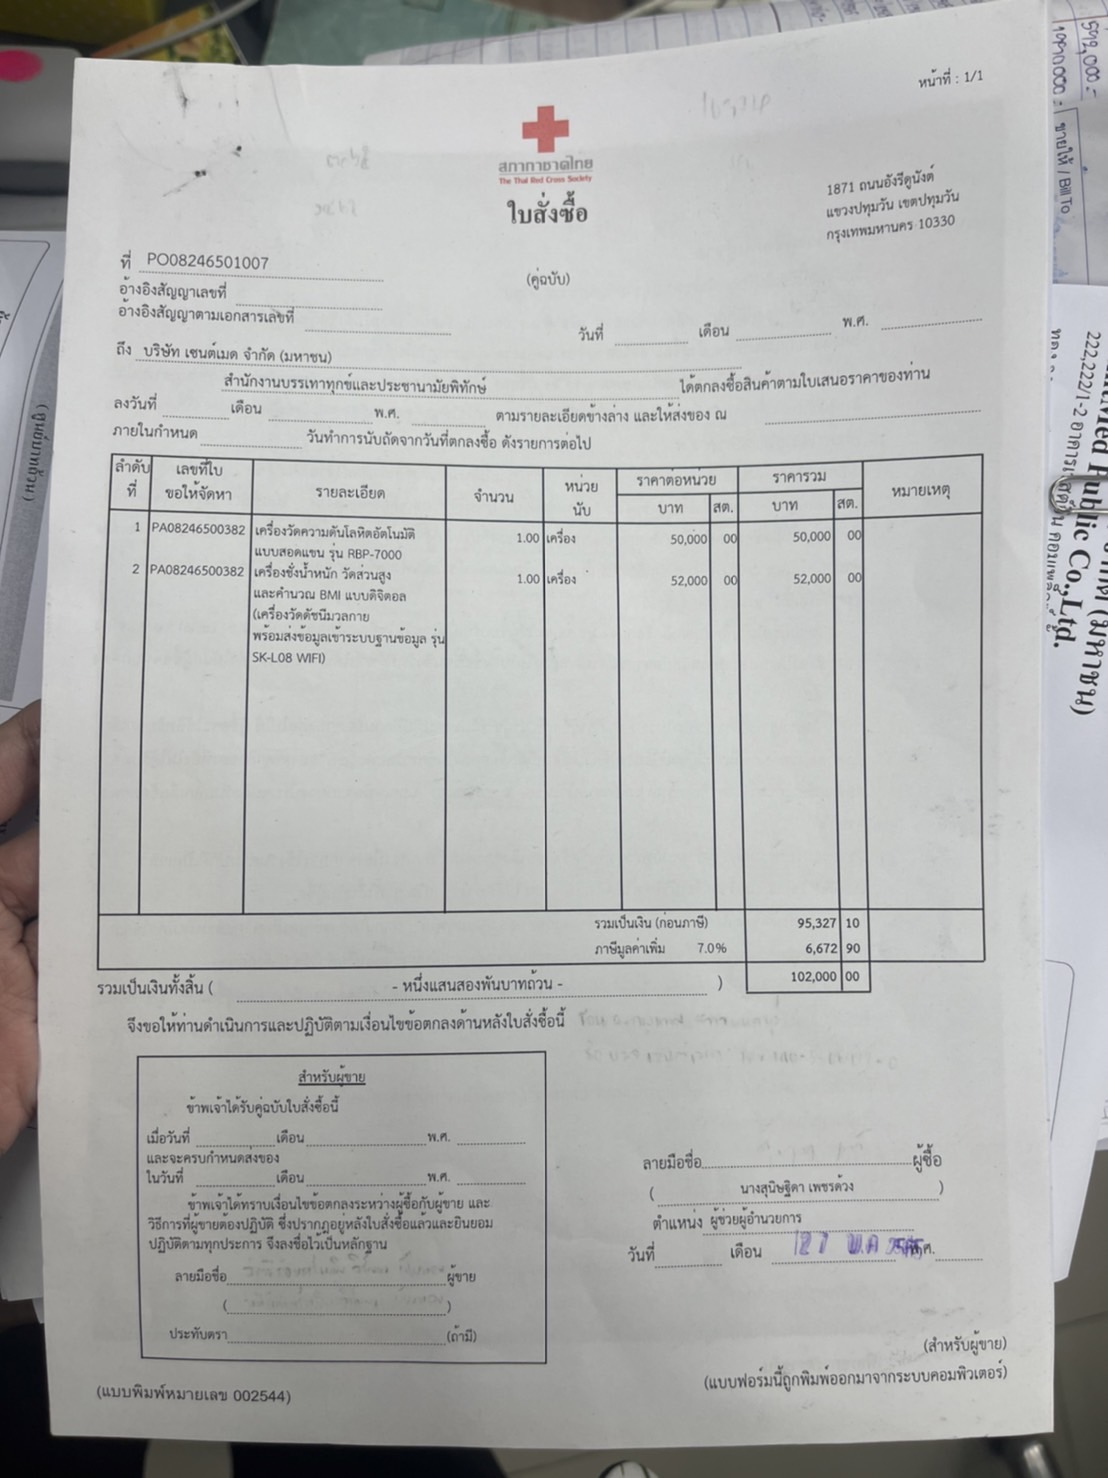 หน้าที่ : 1/1
สภากาชาดไทย
The Thai Red Cross Society
ใบสั่งซื้อ
1871 ถนนอังรีดูนังต์
แขวงปทุมวัน เขตปทุมวัน
กรุงเทพมหานคร 10330
ที่ PO08246501007
(คู่ฉบับ)
อ้างอิงสัญญาเลขที่
อ้างอิงสัญญาตามเอกสารเลขที่
วันที่ เดือน พ.ศ.
ถึง บริษัท เซนต์เมด จำกัด (มหาชน)
สำนักงานบรรเทาทุกข์และประชานามัยพิทักษ์ ได้ตกลงซื้อสินค้าตามใบเสนอราคาของท่าน
ลงวันที่ เดือน พ.ศ. ตามรายละเอียดข้างล่าง และให้ส่งของ ณ
ภายในกำหนด วันทำการนับถัดจากวันที่ตกลงซื้อ ดังรายการต่อไป
ลำดับที่ เลขที่ใบขอให้จัดหา รายละเอียด จำนวน หน่วยนับ ราคาต่อหน่วย ราคารวม หมายเหตุ
บาท สต. บาท สต.
1 PA08246500382 เครื่องวัดความดันโลหิตอัตโนมัติ 1.00 เครื่อง 50,000 00 50,000 00
แบบสอดแขน รุ่น RBP-7000
2 PA08246500382 เครื่องชั่งน้ำหนัก วัดส่วนสูง 1.00 เครื่อง 52,000 00 52,000 00
และคำนวณ BMI แบบดิจิตอล
(เครื่องวัดดัชนีมวลกาย
พร้อมส่งข้อมูลเข้าระบบฐานข้อมูล รุ่น
SK-L08 WIFI)
รวมเป็นเงิน (ก่อนภาษี) 95,327 10
ภาษีมูลค่าเพิ่ม 7.0% 6,672 90
รวมเป็นเงินทั้งสิ้น ( - หนึ่งแสนสองพันบาทถ้วน - ) 102,000 00
จึงขอให้ท่านดำเนินการและปฏิบัติตามเงื่อนไขข้อตกลงด้านหลังใบสั่งซื้อนี้
สำหรับผู้ขาย
ข้าพเจ้าได้รับคู่ฉบับใบสั่งซื้อนี้
เมื่อวันที่ เดือน พ.ศ.
และจะครบกำหนดส่งของ
ในวันที่ เดือน พ.ศ.
ข้าพเจ้าได้ทราบเงื่อนไขข้อตกลงระหว่างผู้ซื้อกับผู้ขาย และ
วิธีการที่ผู้ขายต้องปฏิบัติ ซึ่งปรากฏอยู่หลังใบสั่งซื้อแล้วและยินยอม
ปฏิบัติตามทุกประการ จึงลงชื่อไว้เป็นหลักฐาน
ลายมือชื่อ ผู้ขาย
( )
ประทับตรา (ถ้ามี)
ลายมือชื่อ ผู้ซื้อ
( นางสุนิษฐิดา เพชรด้วง )
ตำแหน่ง ผู้ช่วยผู้อำนวยการ
วันที่ เดือน 27 พ.ค. 2565 พ.ศ.
(สำหรับผู้ขาย)
(แบบฟอร์มนี้ถูกพิมพ์ออกมาจากระบบคอมพิวเตอร์)
(แบบพิมพ์หมายเลข 002544)
ขายให้ / Bill To
Public Co.,Ltd.
(มหาชน)
222,222/1-2